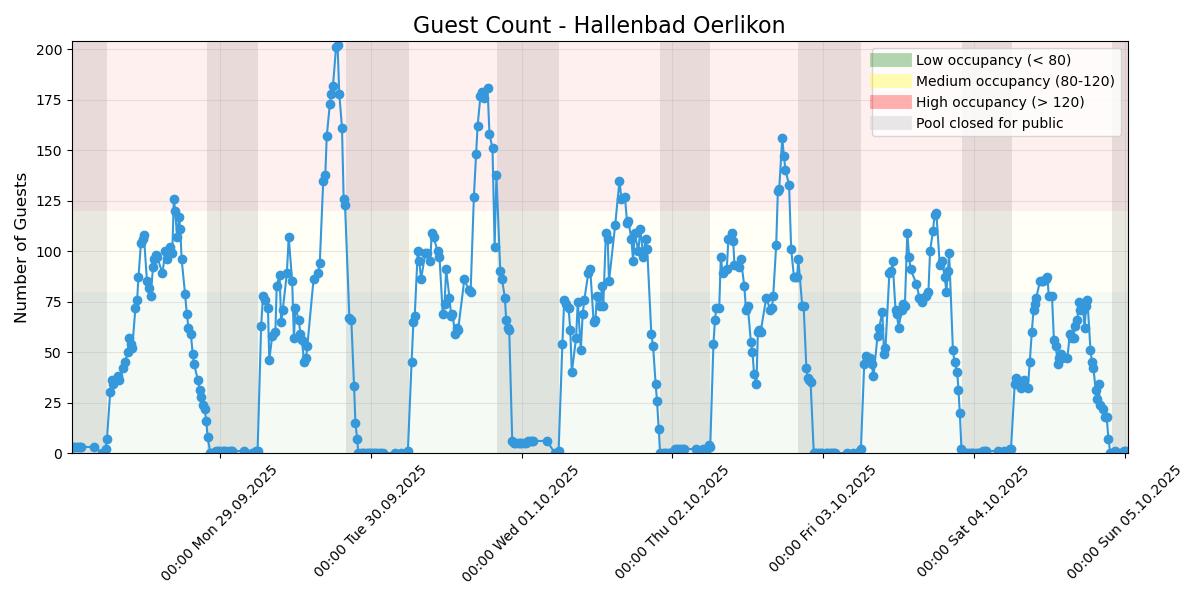 Guest Count - Hallenbad Oerlikon
Number of Guests
200
175
150
125
100
75
50
25
0
Low occupancy (< 80)
Medium occupancy (80-120)
High occupancy (> 120)
Pool closed for public
00:00 Mon 29.09.2025
00:00 Tue 30.09.2025
00:00 Wed 01.10.2025
00:00 Thu 02.10.2025
00:00 Fri 03.10.2025
00:00 Sat 04.10.2025
00:00 Sun 05.10.2025